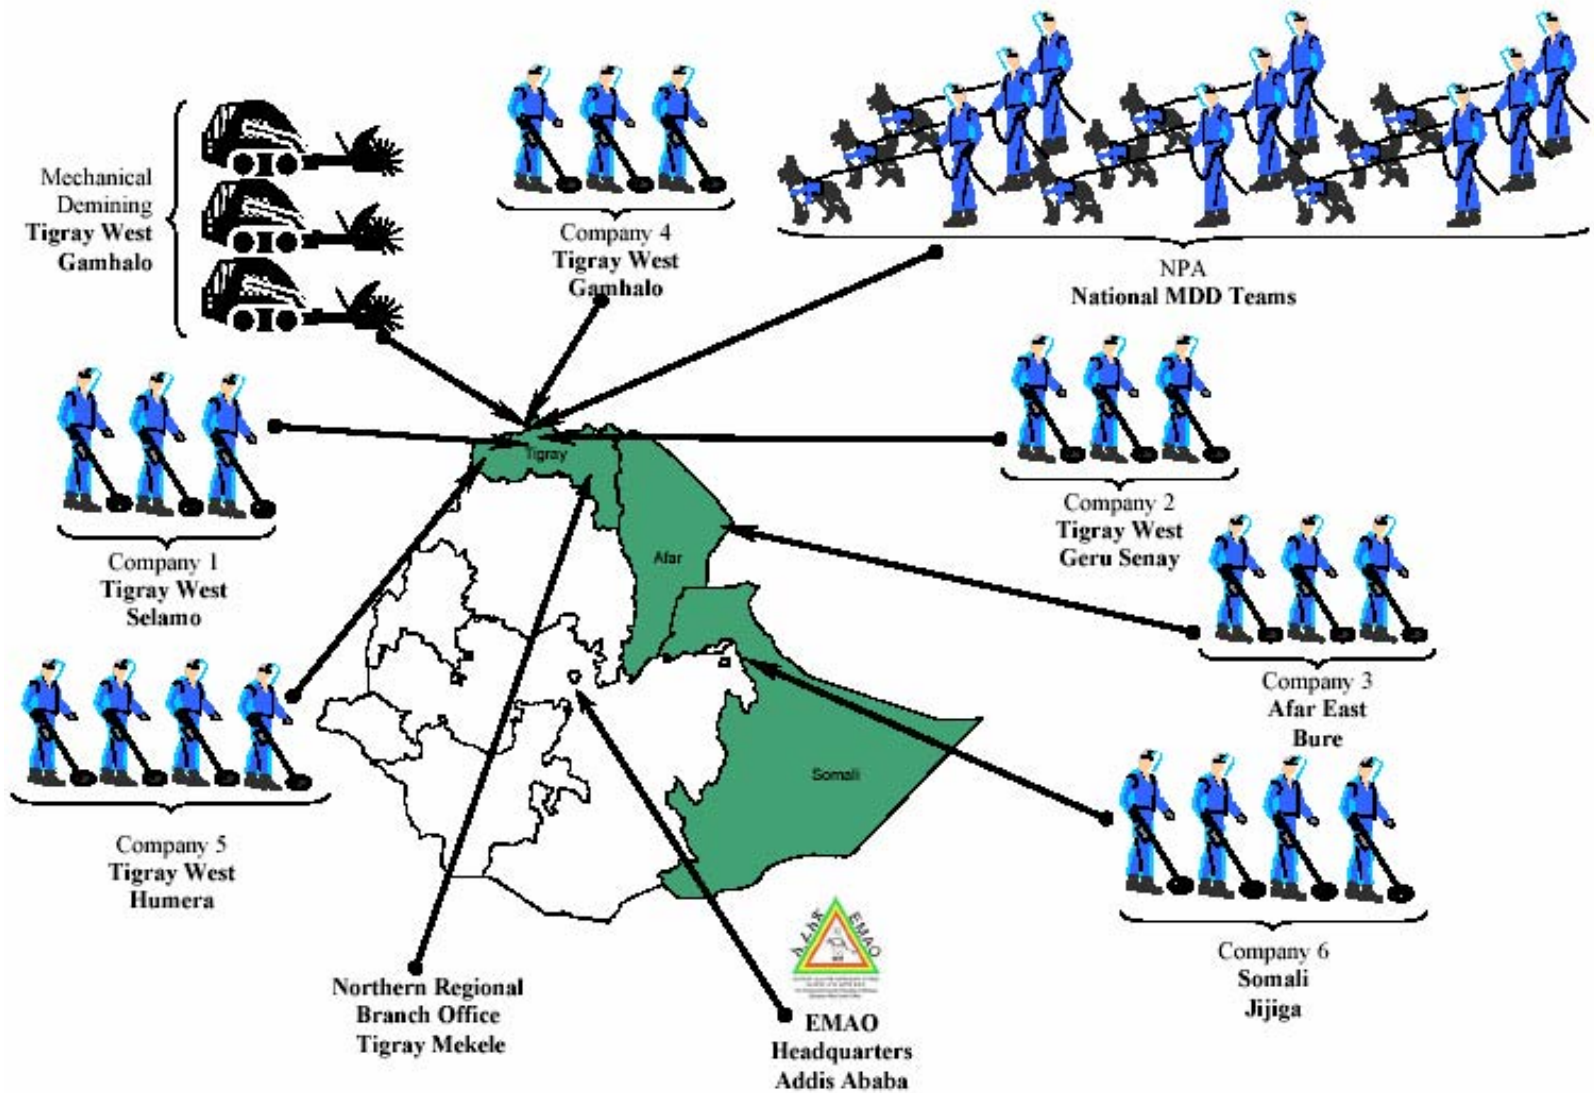 Mechanical
Demining
Tigray West
Gamhalo
Company 4
Tigray West
Gamhalo
NPA
National MDD Teams
Company 1
Tigray West
Selamo
Company 2
Tigray West
Geru Senay
Tigray
Afar
Somali
Company 3
Afar East
Bure
Company 5
Tigray West
Humera
Company 6
Somali
Jijiga
Northern Regional
Branch Office
Tigray Mekele
EMAO
EMAO
Headquarters
Addis Ababa